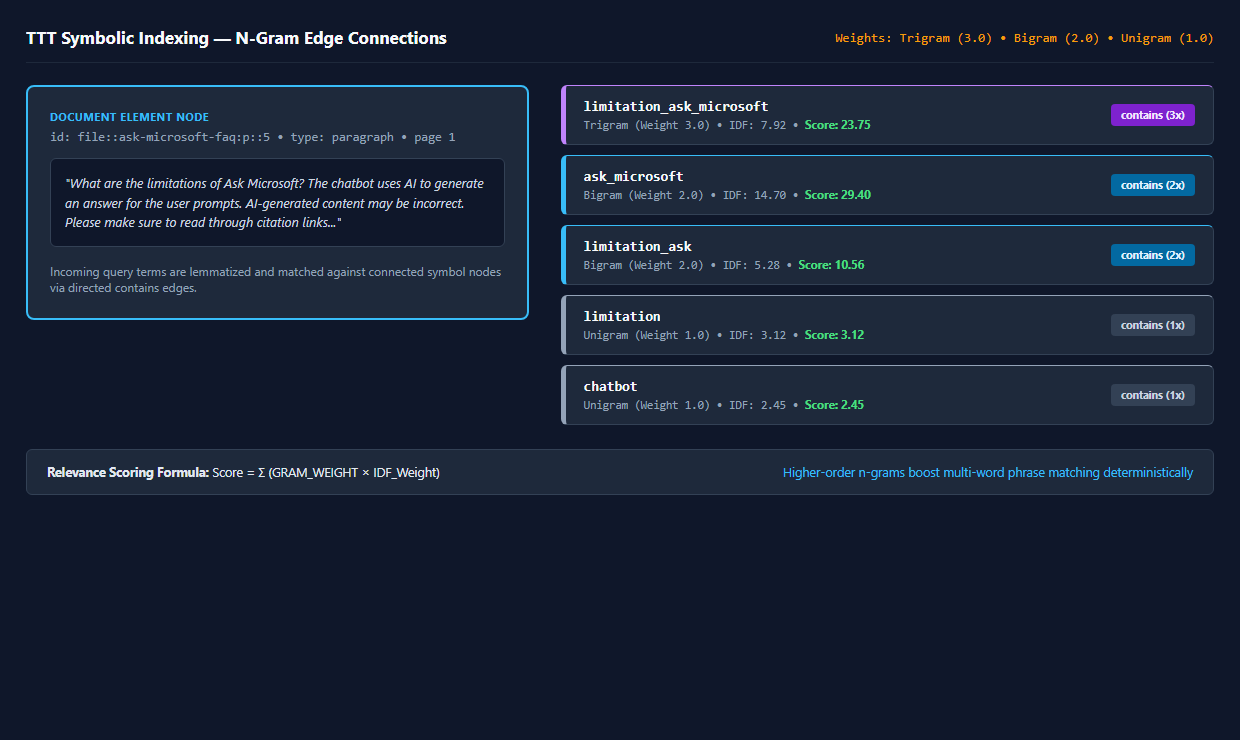 TTT Symbolic Indexing — N-Gram Edge Connections
Weights: Trigram (3.0) • Bigram (2.0) • Unigram (1.0)
DOCUMENT ELEMENT NODE
id: file::ask-microsoft-faq:p::5 • type: paragraph • page 1
"What are the limitations of Ask Microsoft? The chatbot uses AI to generate
an answer for the user prompts. AI-generated content may be incorrect.
Please make sure to read through citation links..."
Incoming query terms are lemmatized and matched against connected symbol nodes
via directed contains edges.
limitation_ask_microsoft
Trigram (Weight 3.0) • IDF: 7.92 • Score: 23.75
contains (3x)
ask_microsoft
Bigram (Weight 2.0) • IDF: 14.70 • Score: 29.40
contains (2x)
limitation_ask
Bigram (Weight 2.0) • IDF: 5.28 • Score: 10.56
contains (2x)
limitation
Unigram (Weight 1.0) • IDF: 3.12 • Score: 3.12
contains (1x)
chatbot
Unigram (Weight 1.0) • IDF: 2.45 • Score: 2.45
contains (1x)
Relevance Scoring Formula: Score = Σ (GRAM_WEIGHT × IDF_Weight)
Higher-order n-grams boost multi-word phrase matching deterministically